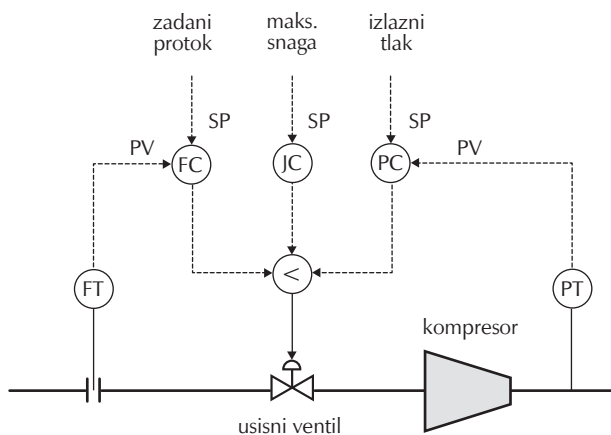 zadani
protok
maks.
snaga
izlazni
tlak
SP
SP
SP
PV
PV
FC
JC
PC
<
FT
PT
kompresor
usisni ventil